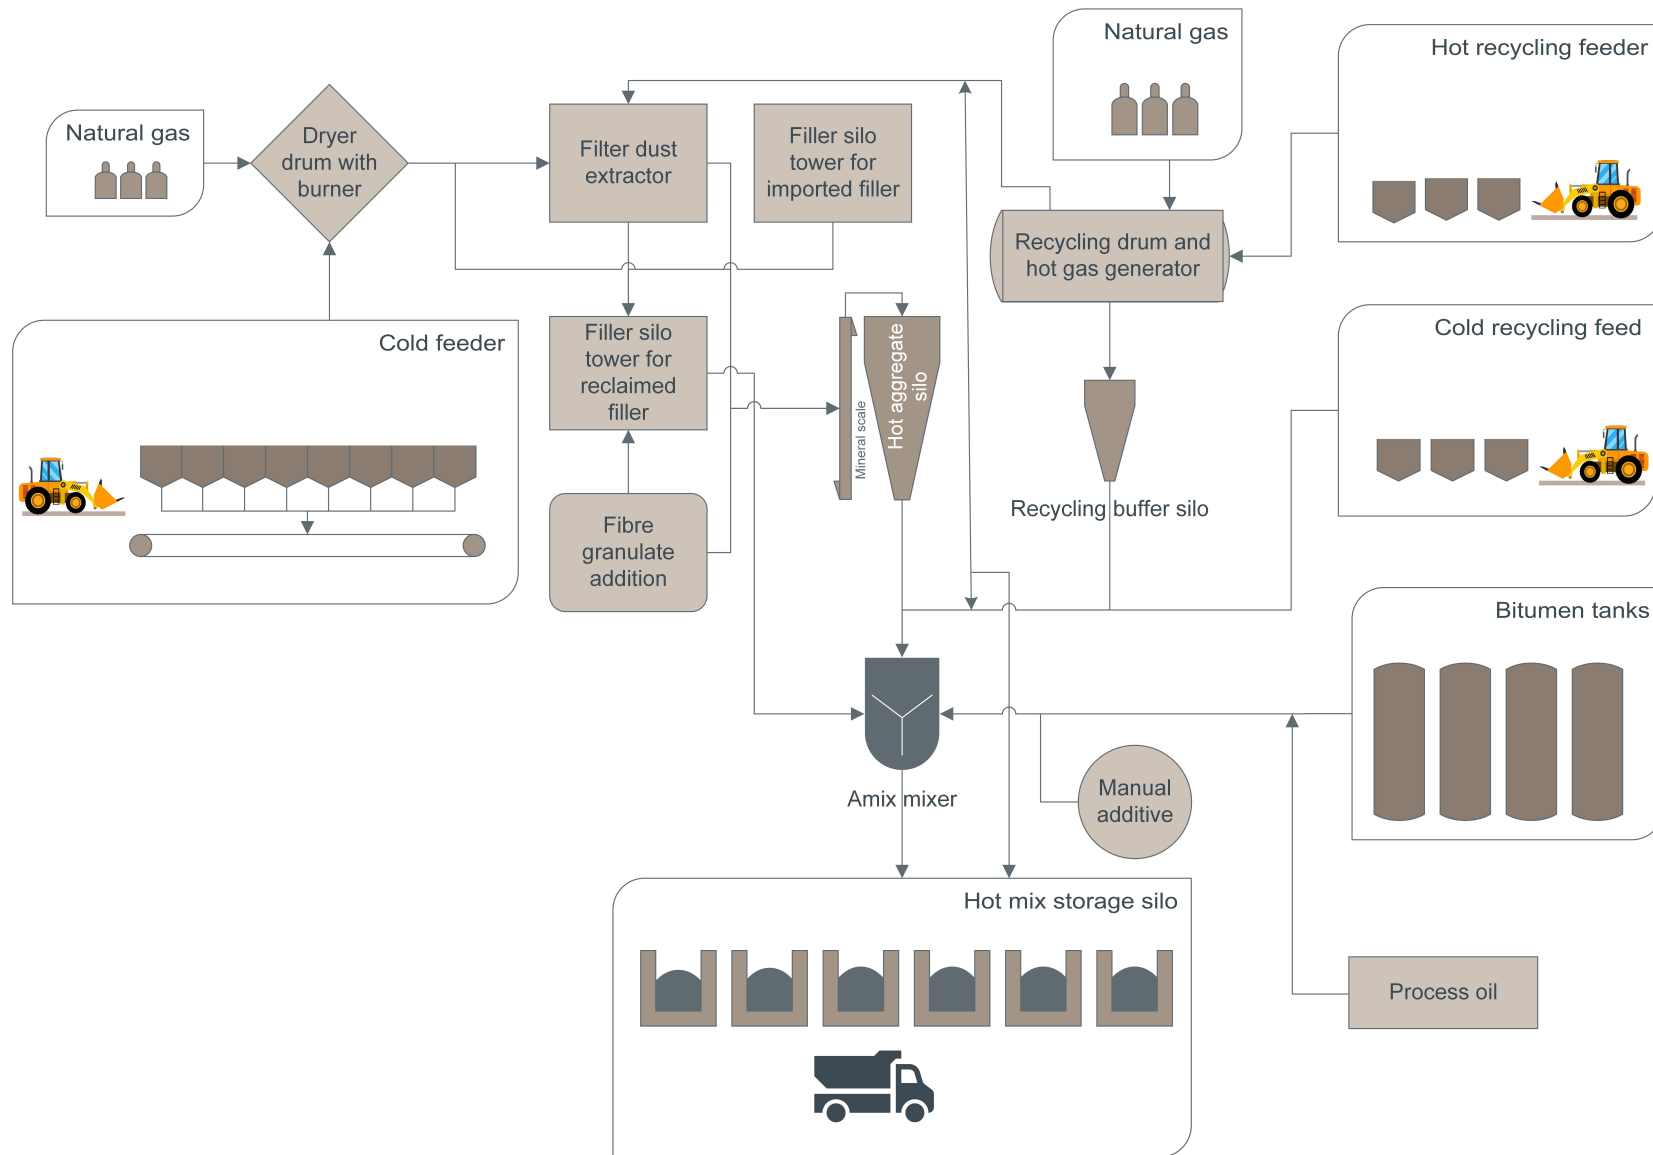 Natural gas
Hot recycling feeder
Natural gas
Dryer
drum with
burner
Filter dust
extractor
Filler silo
tower for
imported filler
Recycling drum and
hot gas generator
Cold feeder
Filler silo
tower for
reclaimed
filler
Mineral scale
Hot aggregate
silo
Cold recycling feed
Recycling buffer silo
Fibre
granulate
addition
Bitumen tanks
Amix mixer
Manual
additive
Hot mix storage silo
Process oil